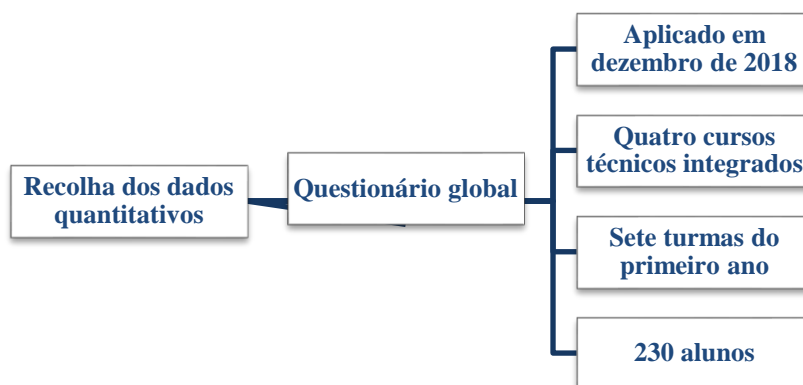 Recolha dos dados
quantitativos
Questionário global
Aplicado em
dezembro de 2018
Quatro cursos
técnicos integrados
Sete turmas do
primeiro ano
230 alunos